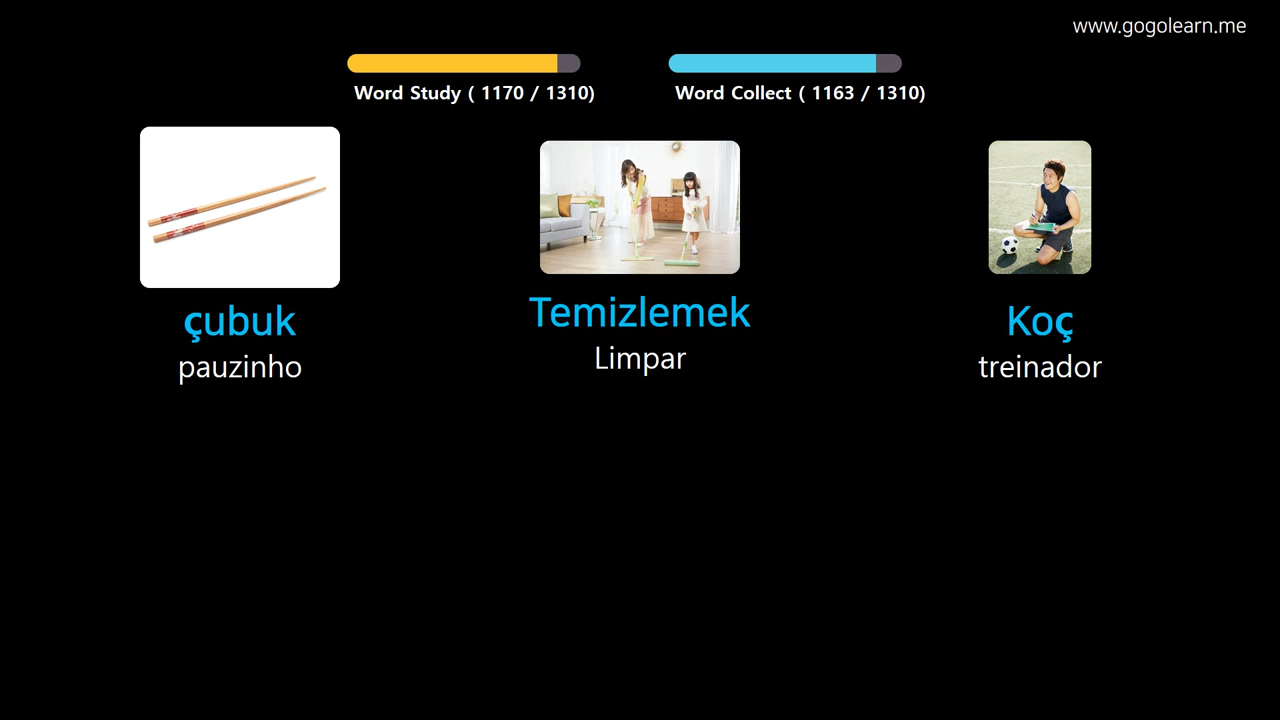 www.gogolearn.me
Word Study ( 1170 / 1310)
Word Collect ( 1163 / 1310)
çubuk
pauzinho
Temizlemek
Limpar
Koç
treinador